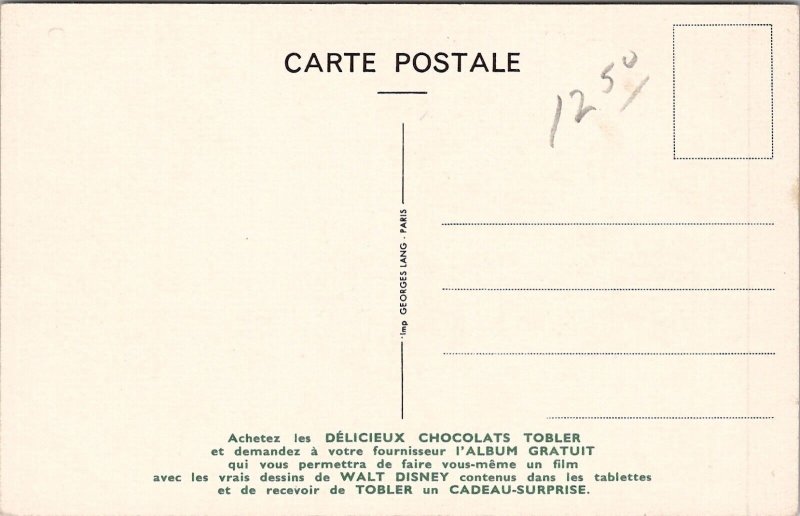 CARTE POSTALE
12 50
Imp GEORGES LANG - PARIS
Achetez les DÉLICIEUX CHOCOLATS TOBLER
et demandez à votre fournisseur l'ALBUM GRATUIT
qui vous permettra de faire vous-même un film
avec les vrais dessins de WALT DISNEY contenus dans les tablettes
et de recevoir de TOBLER un CADEAU-SURPRISE.